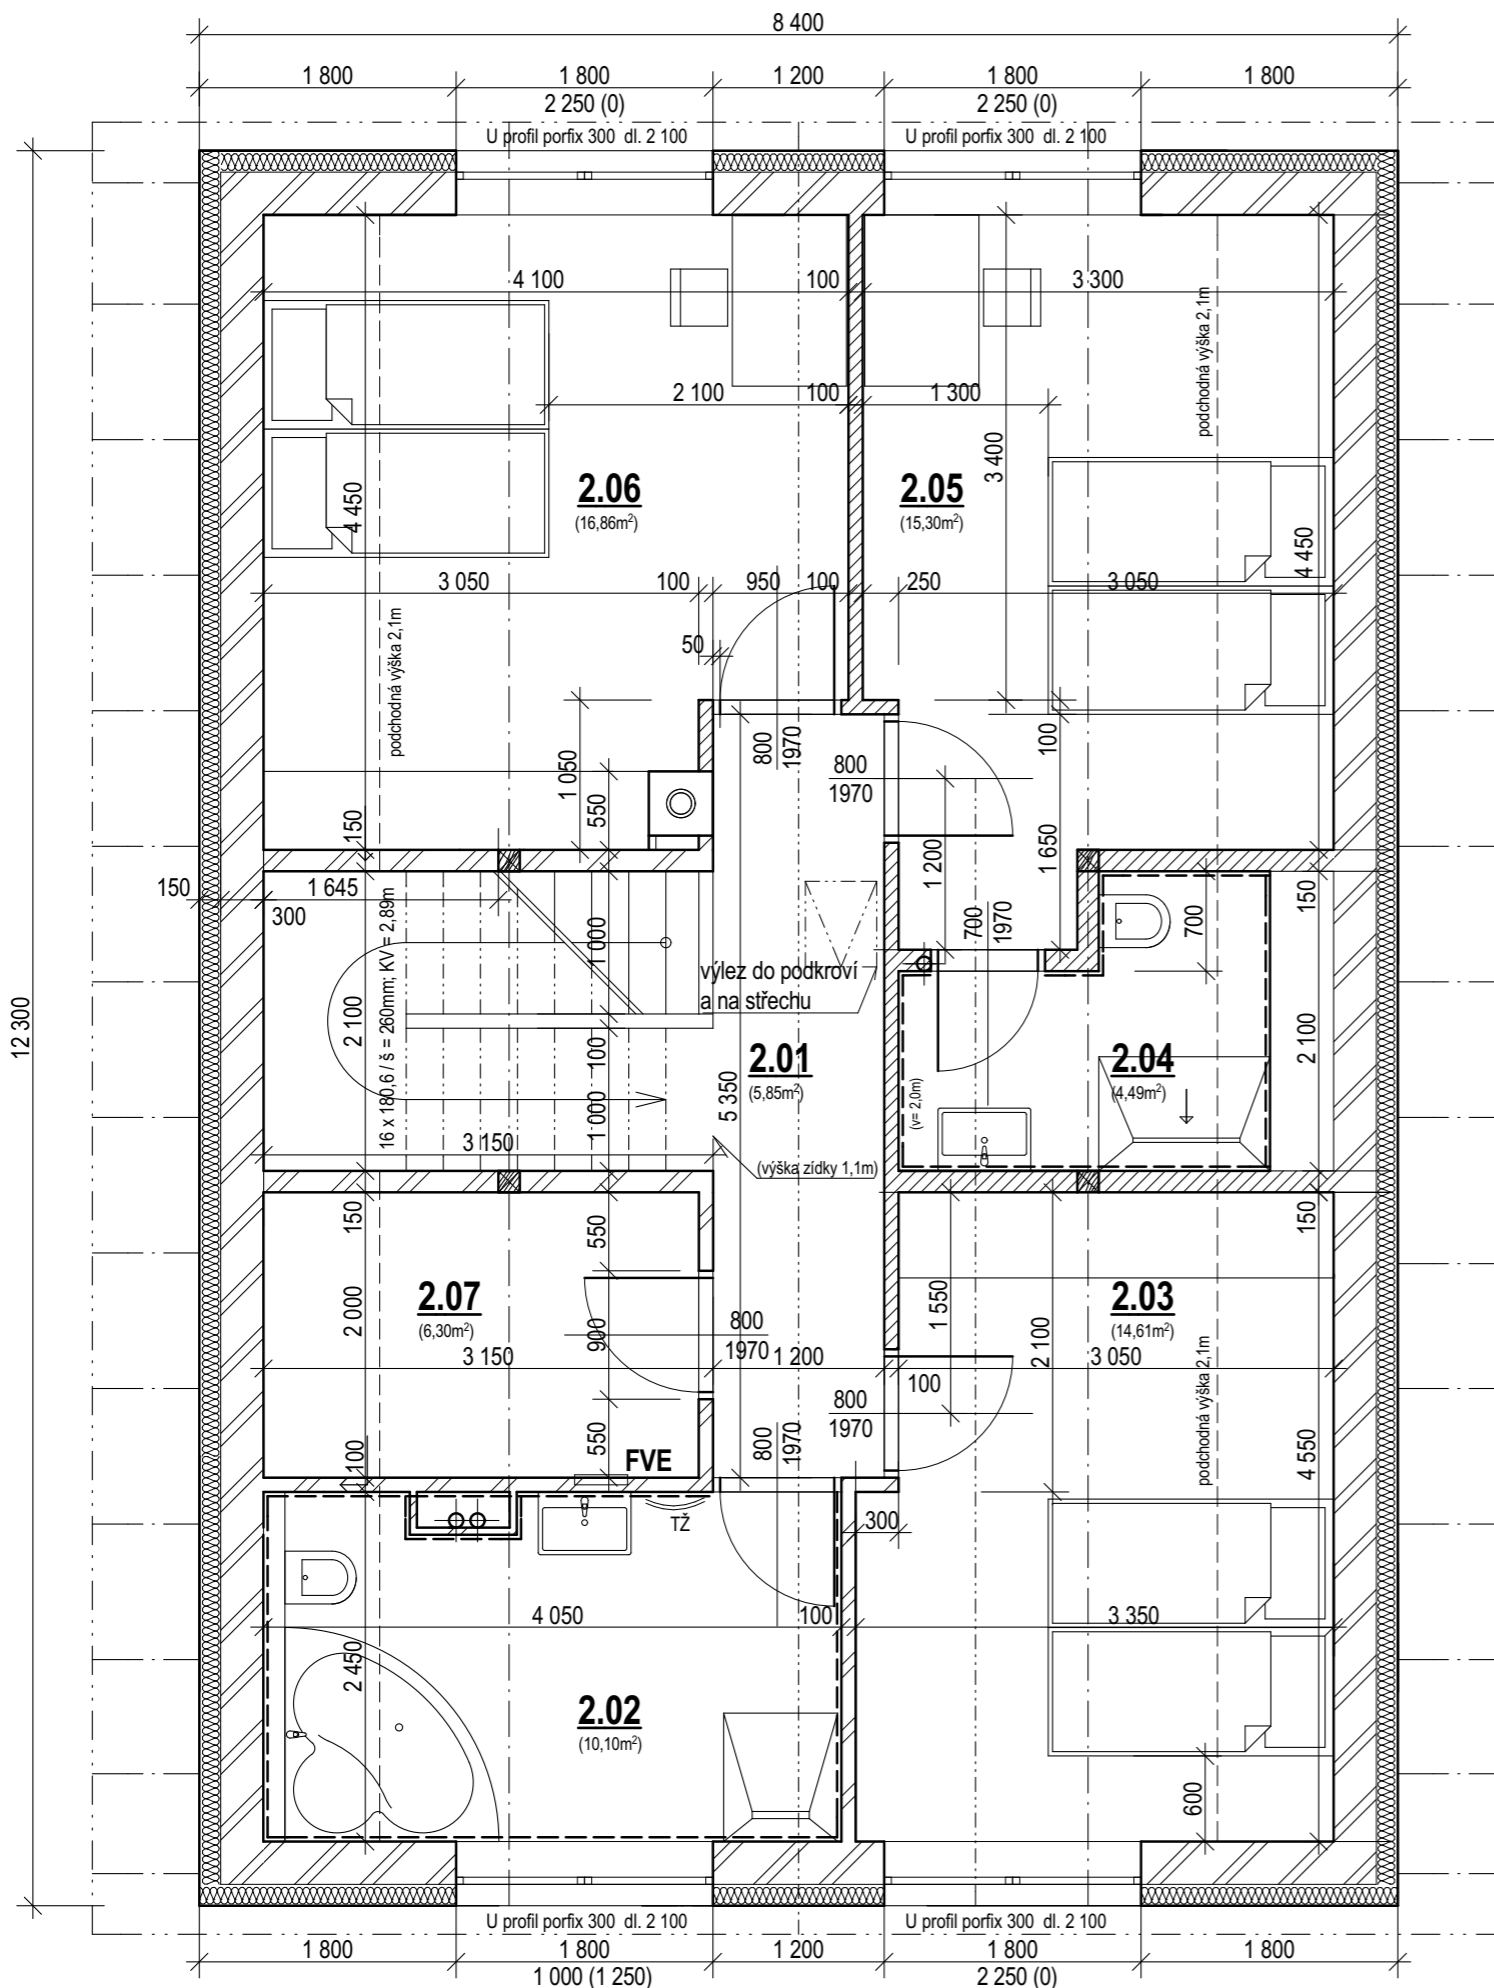 8 400
1 800 1 800 1 200 1 800 1 800
2 250 (0) 2 250 (0)
U profil porfix 300 dl. 2 100 U profil porfix 300 dl. 2 100
4 100 100 3 300
podchodná výška 2,1m
2 100 100 1 300
3 400
4 450
2.06
(16,86m²)
2.05
(15,30m²)
4 450
3 050 100 950 100 250 3 050
podchodná výška 2,1m
50
800
1970
800
1970
100
1 050
550
150
1 200
1 650
150 1 645
300
1 000
700
1970
700
150
výlez do podkroví
a na střechu
12 300
2 100
16 x 180,6 / š = 260mm; KV = 2,89m
100
2.01
(5,85m²)
2.04
(4,49m²)
2 100
5 350
1 000
(v= 2,0m)
3 150
(výška zídky 1,1m)
150
550
150
2.07
(6,30m²)
2 000
900
800
1970
1 550
2 100
2.03
(14,61m²)
3 150 1 200 100 3 050
podchodná výška 2,1m
800
1970
550
100
FVE
800
1970
4 550
TŽ
300
4 050 100 3 350
2 450
2.02
(10,10m²)
600
U profil porfix 300 dl. 2 100 U profil porfix 300 dl. 2 100
1 800 1 800 1 200 1 800 1 800
1 000 (1 250) 2 250 (0)